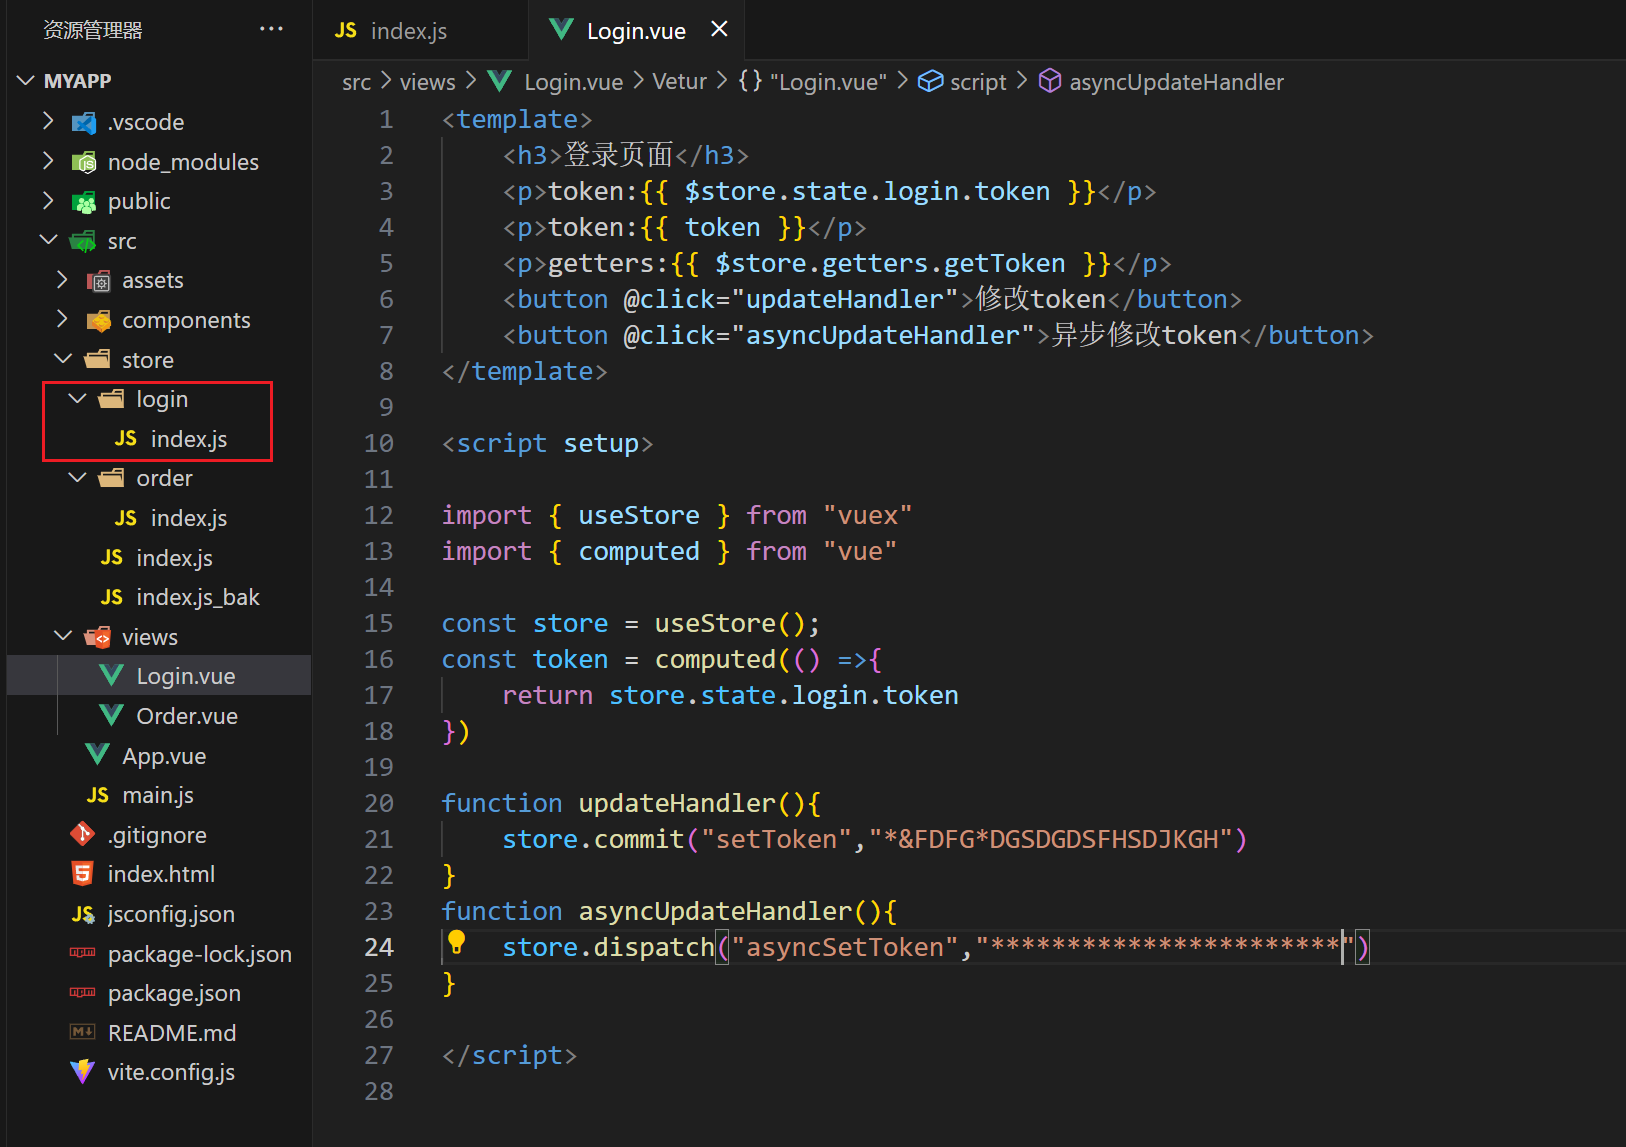 资源管理器 ···
MYAPP
.vscode
node_modules
public
src
assets
components
store
login
JS index.js
order
JS index.js
JS index.js
JS index.js_bak
views
Login.vue
Order.vue
App.vue
JS main.js
.gitignore
index.html
JS jsconfig.json
package-lock.json
package.json
README.md
vite.config.js
JS index.js Login.vue
src > views > Login.vue > Vetur > {} "Login.vue" > script > asyncUpdateHandler
1 <template>
2 <h3>登录页面</h3>
3 <p>token:{{ $store.state.login.token }}</p>
4 <p>token:{{ token }}</p>
5 <p>getters:{{ $store.getters.getToken }}</p>
6 <button @click="updateHandler">修改token</button>
7 <button @click="asyncUpdateHandler">异步修改token</button>
8 </template>
9
10 <script setup>
11
12 import { useStore } from "vuex"
13 import { computed } from "vue"
14
15 const store = useStore();
16 const token = computed(() =>{
17 return store.state.login.token
18 })
19
20 function updateHandler(){
21 store.commit("setToken","*&FDFG*DGSDGDSFHSDJKGH")
22 }
23 function asyncUpdateHandler(){
24 store.dispatch("asyncSetToken","***********************")
25 }
26
27 </script>
28